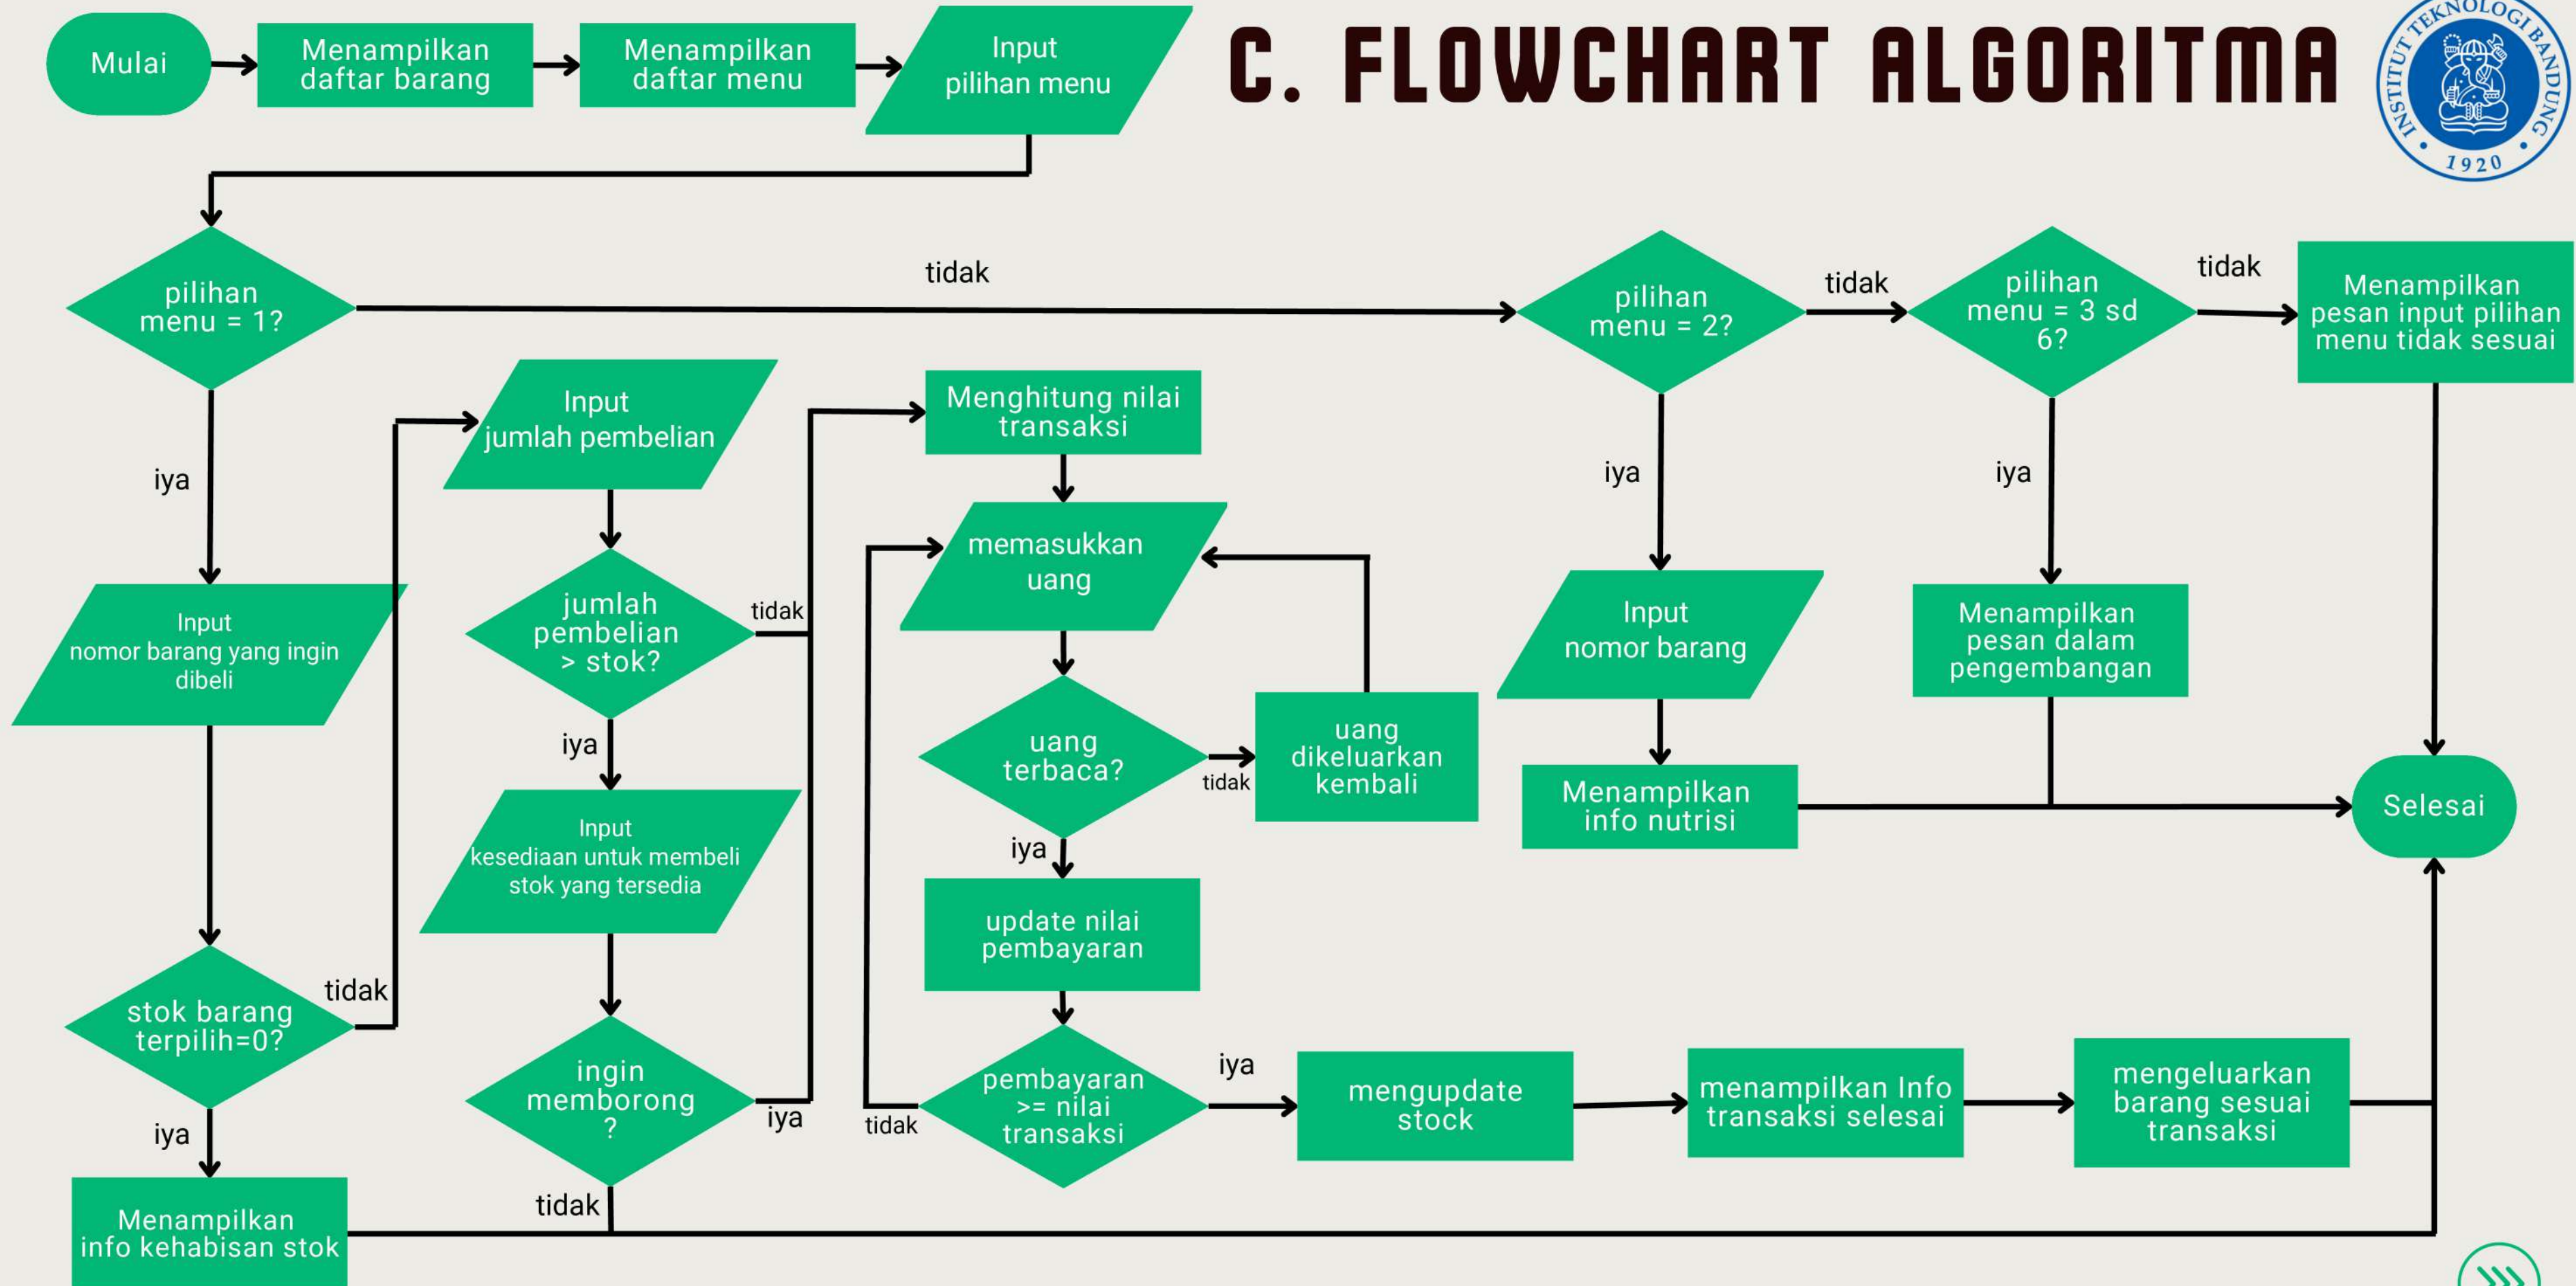 Mulai
Menampilkan
daftar barang
Menampilkan
daftar menu
Input
pilihan menu
C. FLOWCHART ALGORITMA
INSTITUT TEKNOLOGI BANDUNG
1920
pilihan
menu = 1?
tidak
pilihan
menu = 2?
tidak
pilihan
menu = 3 sd
6?
tidak
Menampilkan
pesan input pilihan
menu tidak sesuai
iya
Input
nomor barang yang ingin
dibeli
stok barang
terpilih=0?
tidak
iya
Menampilkan
info kehabisan stok
Input
jumlah pembelian
jumlah
pembelian
> stok?
tidak
iya
Input
kesediaan untuk membeli
stok yang tersedia
ingin
memborong
?
iya
tidak
Menghitung nilai
transaksi
memasukkan
uang
uang
terbaca?
tidak
uang
dikeluarkan
kembali
iya
update nilai
pembayaran
pembayaran
>= nilai
transaksi
tidak
iya
mengupdate
stock
menampilkan Info
transaksi selesai
mengeluarkan
barang sesuai
transaksi
iya
Input
nomor barang
Menampilkan
info nutrisi
iya
Menampilkan
pesan dalam
pengembangan
Selesai